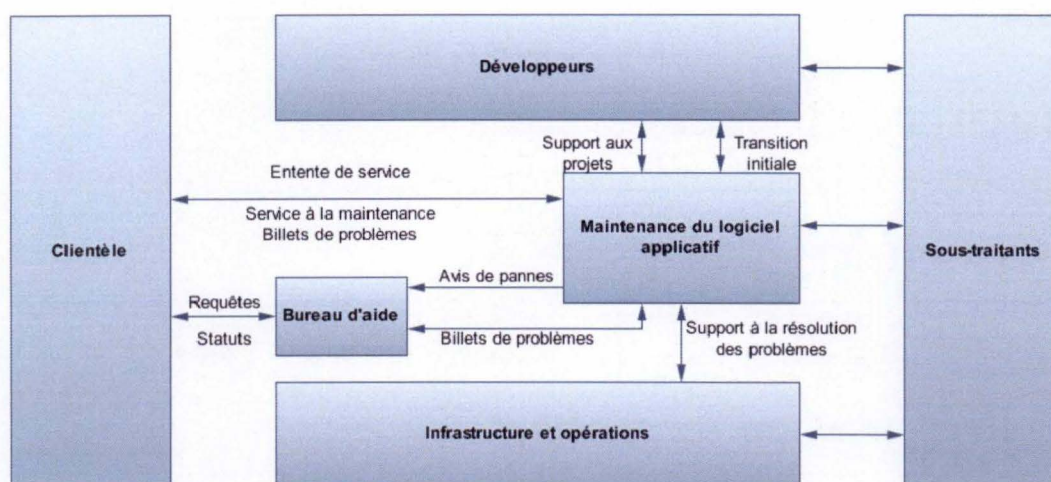 Développeurs
Support aux
projets
Transition
initiale
Entente de service
Service à la maintenance
Billets de problèmes
Clientèle
Maintenance du logiciel
applicatif
Sous-traitants
Avis de pannes
Requêtes
Statuts
Bureau d'aide
Billets de problèmes
Support à la résolution
des problèmes
Infrastructure et opérations